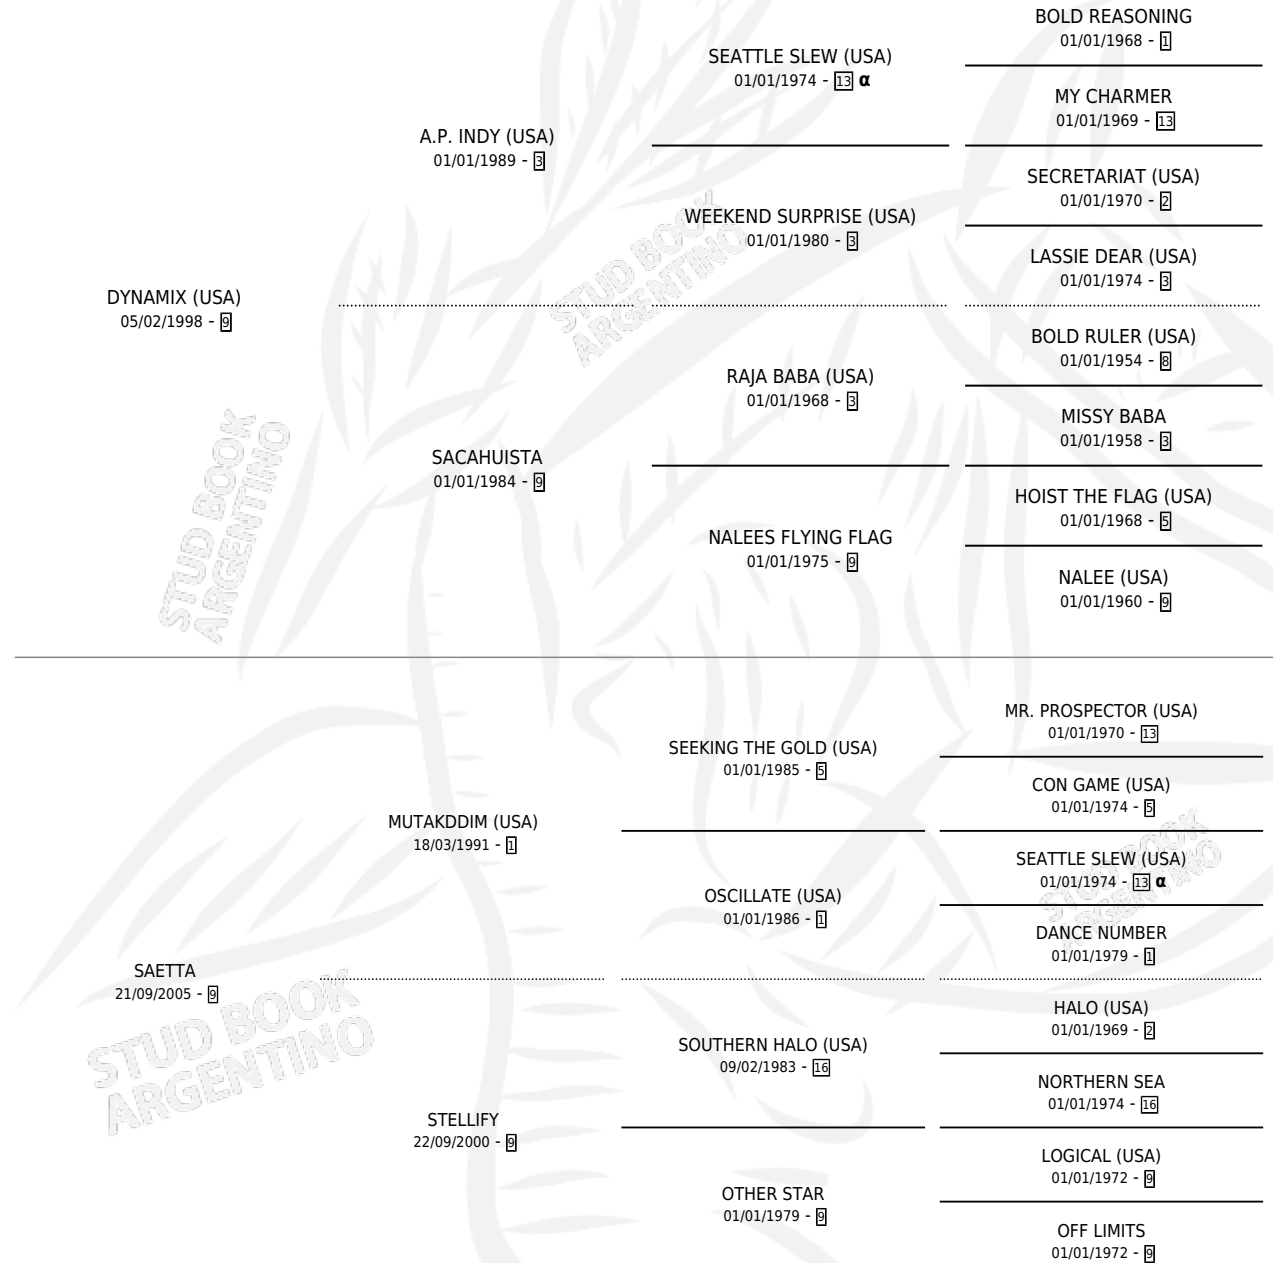 BOLD REASONING
01/01/1968 - 1
SEATTLE SLEW (USA)
01/01/1974 - 13 α
MY CHARMER
01/01/1969 - 13
A.P. INDY (USA)
01/01/1989 - 3
SECRETARIAT (USA)
01/01/1970 - 2
WEEKEND SURPRISE (USA)
01/01/1980 - 3
LASSIE DEAR (USA)
01/01/1974 - 3
DYNAMIX (USA)
05/02/1998 - 9
BOLD RULER (USA)
01/01/1954 - 8
RAJA BABA (USA)
01/01/1968 - 3
MISSY BABA
01/01/1958 - 3
SACAHUISTA
01/01/1984 - 9
HOIST THE FLAG (USA)
01/01/1968 - 5
NALEES FLYING FLAG
01/01/1975 - 9
NALEE (USA)
01/01/1960 - 9
MR. PROSPECTOR (USA)
01/01/1970 - 13
SEEKING THE GOLD (USA)
01/01/1985 - 5
CON GAME (USA)
01/01/1974 - 5
MUTAKDDIM (USA)
18/03/1991 - 1
SEATTLE SLEW (USA)
01/01/1974 - 13 α
OSCILLATE (USA)
01/01/1986 - 1
DANCE NUMBER
01/01/1979 - 1
SAETTA
21/09/2005 - 9
HALO (USA)
01/01/1969 - 2
SOUTHERN HALO (USA)
09/02/1983 - 16
NORTHERN SEA
01/01/1974 - 16
STELLIFY
22/09/2000 - 9
LOGICAL (USA)
01/01/1972 - 9
OTHER STAR
01/01/1979 - 9
OFF LIMITS
01/01/1972 - 9
STUD BOOK
ARGENTINO
STUD BOOK
ARGENTINO
STUD BOOK
ARGENTINO
STUD BOOK
ARGENTINO